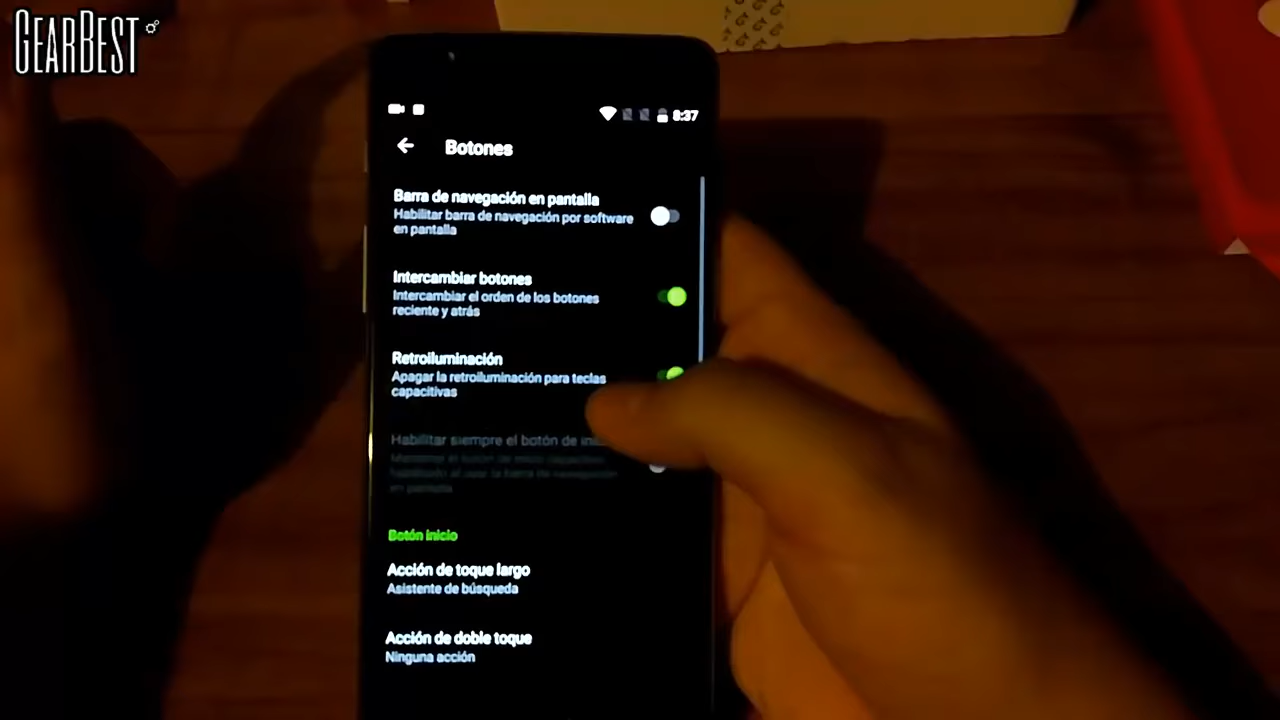 GEARBEST
8:37
Botones
Barra de navegación en pantalla
Habilitar barra de navegación por software
en pantalla
Intercambiar botones
Intercambiar el orden de los botones
reciente y atrás
Retroiluminación
Apagar la retroiluminación para teclas
capacitivas
Habilitar siempre el botón de
en pantalla
Botón inicio
Acción de toque largo
Asistente de búsqueda
Acción de doble toque
Ninguna acción